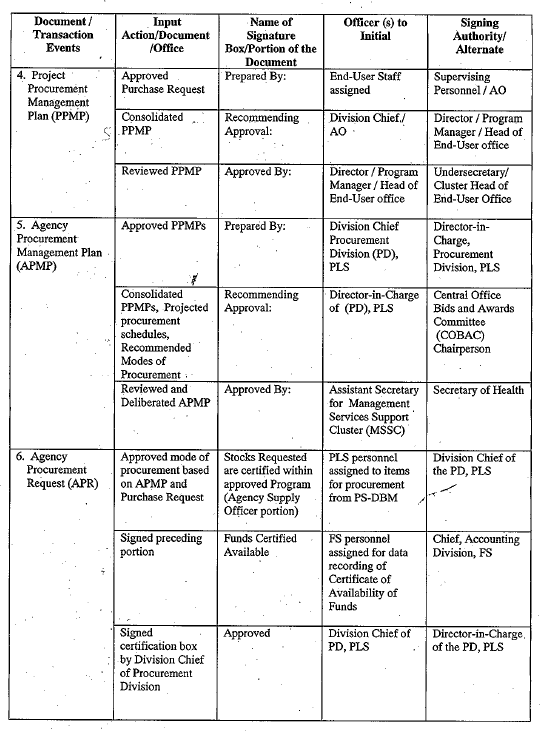 Document /
Transaction
Events
Input
Action/Document
/Office
Name of
Signature
Box/Portion of the
Document
Officer (s) to
Initial
Signing
Authority/
Alternate
4. Project
Procurement
Management
Plan (PPMP)
Approved
Purchase Request
Prepared By:
End-User Staff
assigned
Supervising
Personnel / AO
Consolidated
PPMP
Recommending
Approval:
Division Chief /
AO
Director / Program
Manager / Head of
End-User office
Reviewed PPMP
Approved By:
Director / Program
Manager / Head of
End-User office
Undersecretary/
Cluster Head of
End-User Office
5. Agency
Procurement
Management Plan
(APMP)
Approved PPMPs
Prepared By:
Division Chief
Procurement
Division (PD),
PLS
Director-in-
Charge,
Procurement
Division, PLS
Consolidated
PPMPs, Projected
procurement
schedules,
Recommended
Modes of
Procurement
Recommending
Approval:
Director-in-Charge
of (PD), PLS
Central Office
Bids and Awards
Committee
(COBAC)
Chairperson
Reviewed and
Deliberated APMP
Approved By:
Assistant Secretary
for Management
Services Support
Cluster (MSSC)
Secretary of Health
6. Agency
Procurement
Request (APR)
Approved mode of
procurement based
on APMP and
Purchase Request
Stocks Requested
are certified within
approved Program
(Agency Supply
Officer portion)
PLS personnel
assigned to items
for procurement
from PS-DBM
Division Chief of
the PD, PLS
Signed preceding
portion
Funds Certified
Available
FS personnel
assigned for data
recording of
Certificate of
Availability of
Funds
Chief, Accounting
Division, FS
Signed
certification box
by Division Chief
of Procurement
Division
Approved
Division Chief of
PD, PLS
Director-in-Charge
of the PD, PLS